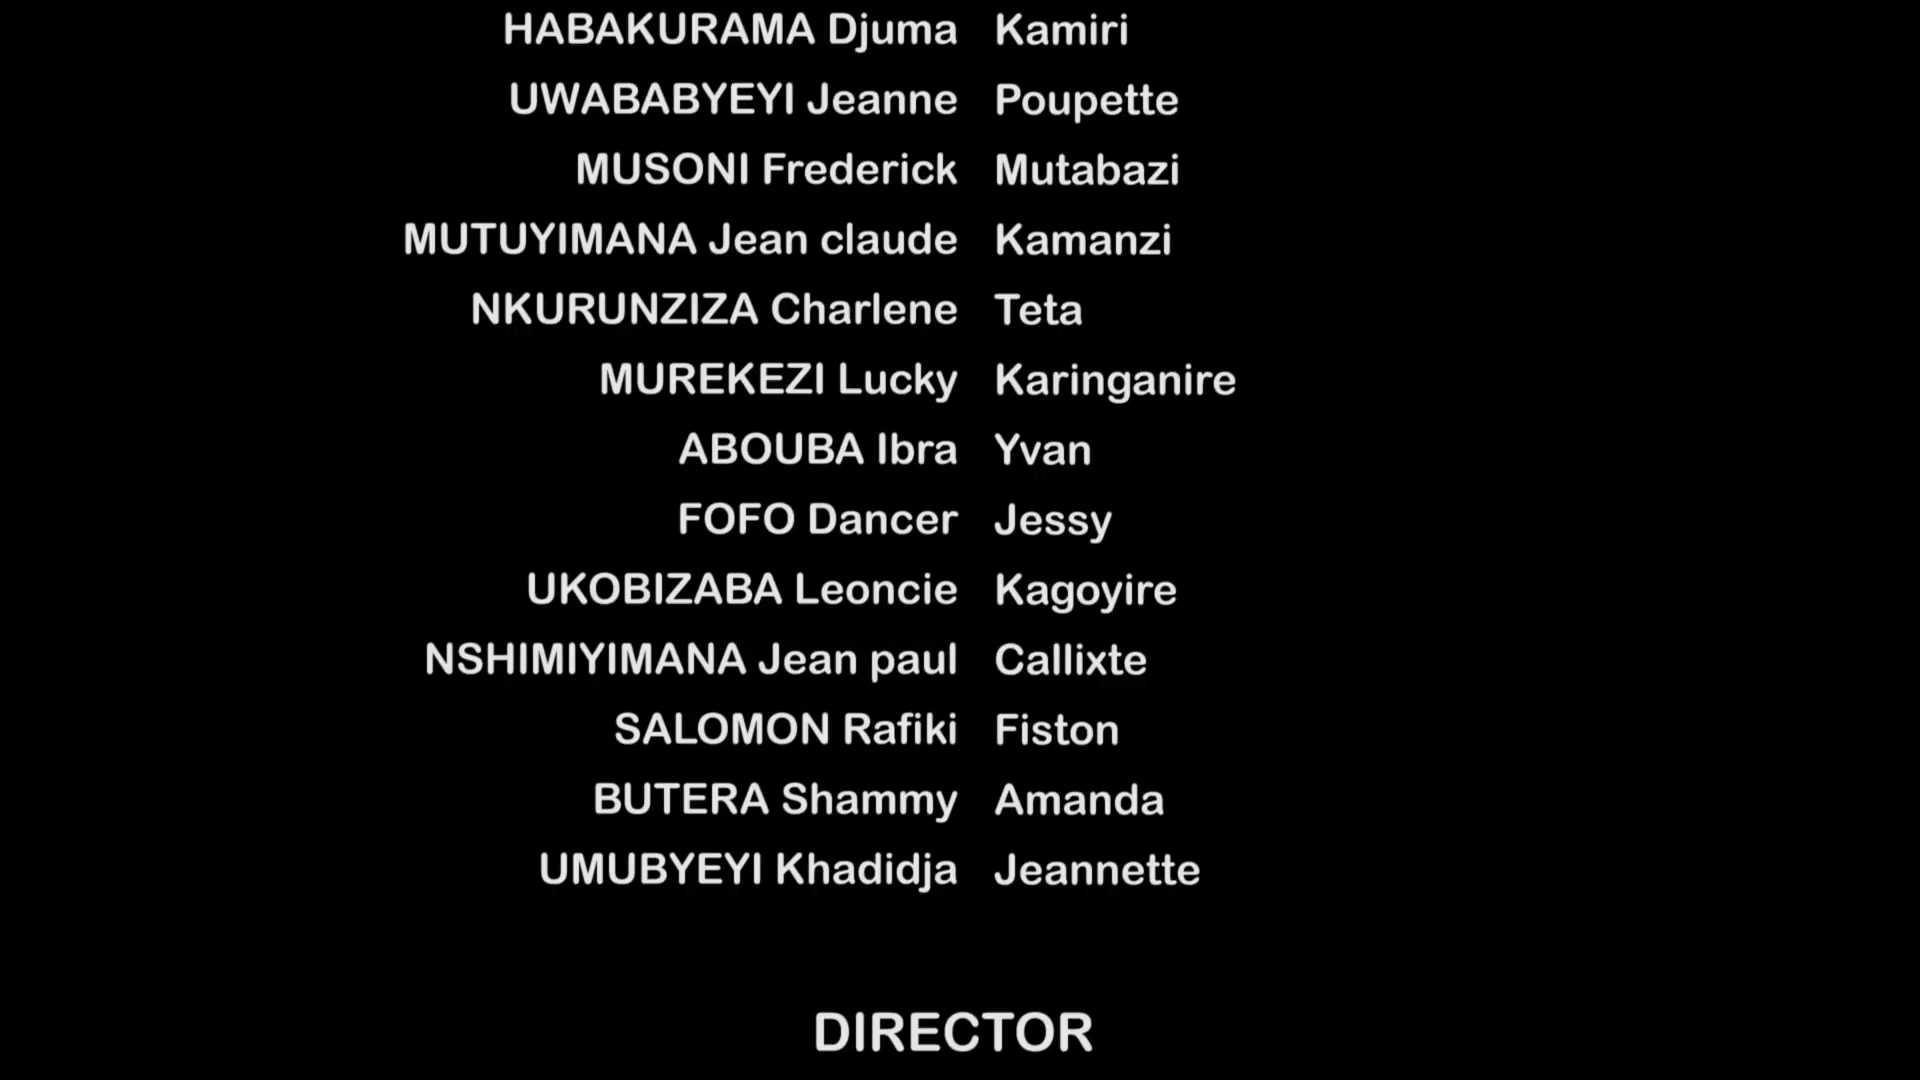 HABAKURAMA Djuma Kamiri
UWABABYEYI Jeanne Poupette
MUSONI Frederick Mutabazi
MUTUYIMANA Jean claude Kamanzi
NKURUNZIZA Charlene Teta
MUREKEZI Lucky Karinganire
ABOUBA Ibra Yvan
FOFO Dancer Jessy
UKOBIZABA Leoncie Kagoyire
NSHIMIYIMANA Jean paul Callixte
SALOMON Rafiki Fiston
BUTERA Shammy Amanda
UMUBYEYI Khadidja Jeannette
DIRECTOR